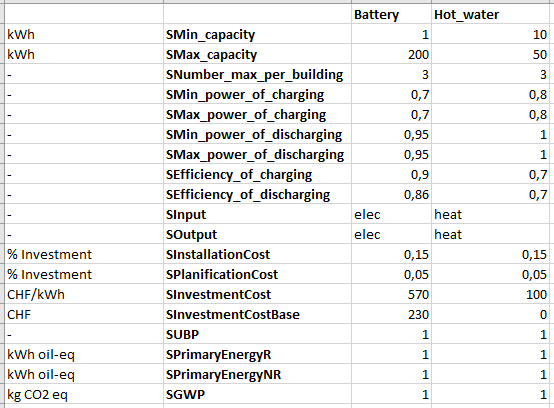 Battery Hot_water
kWh SMin_capacity 1 10
kWh SMax_capacity 200 50
- SNumber_max_per_building 3 3
- SMin_power_of_charging 0,7 0,8
- SMax_power_of_charging 0,7 0,8
- SMin_power_of_discharging 0,95 1
- SMax_power_of_discharging 0,95 1
- SEfficiency_of_charging 0,9 0,7
- SEfficiency_of_discharging 0,86 0,7
- SInput elec heat
- SOutput elec heat
% Investment SInstallationCost 0,15 0,15
% Investment SPlanificationCost 0,05 0,05
CHF/kWh SInvestmentCost 570 100
CHF SInvestmentCostBase 230 0
- SUBP 1 1
kWh oil-eq SPrimaryEnergyR 1 1
kWh oil-eq SPrimaryEnergyNR 1 1
kg CO2 eq SGWP 1 1